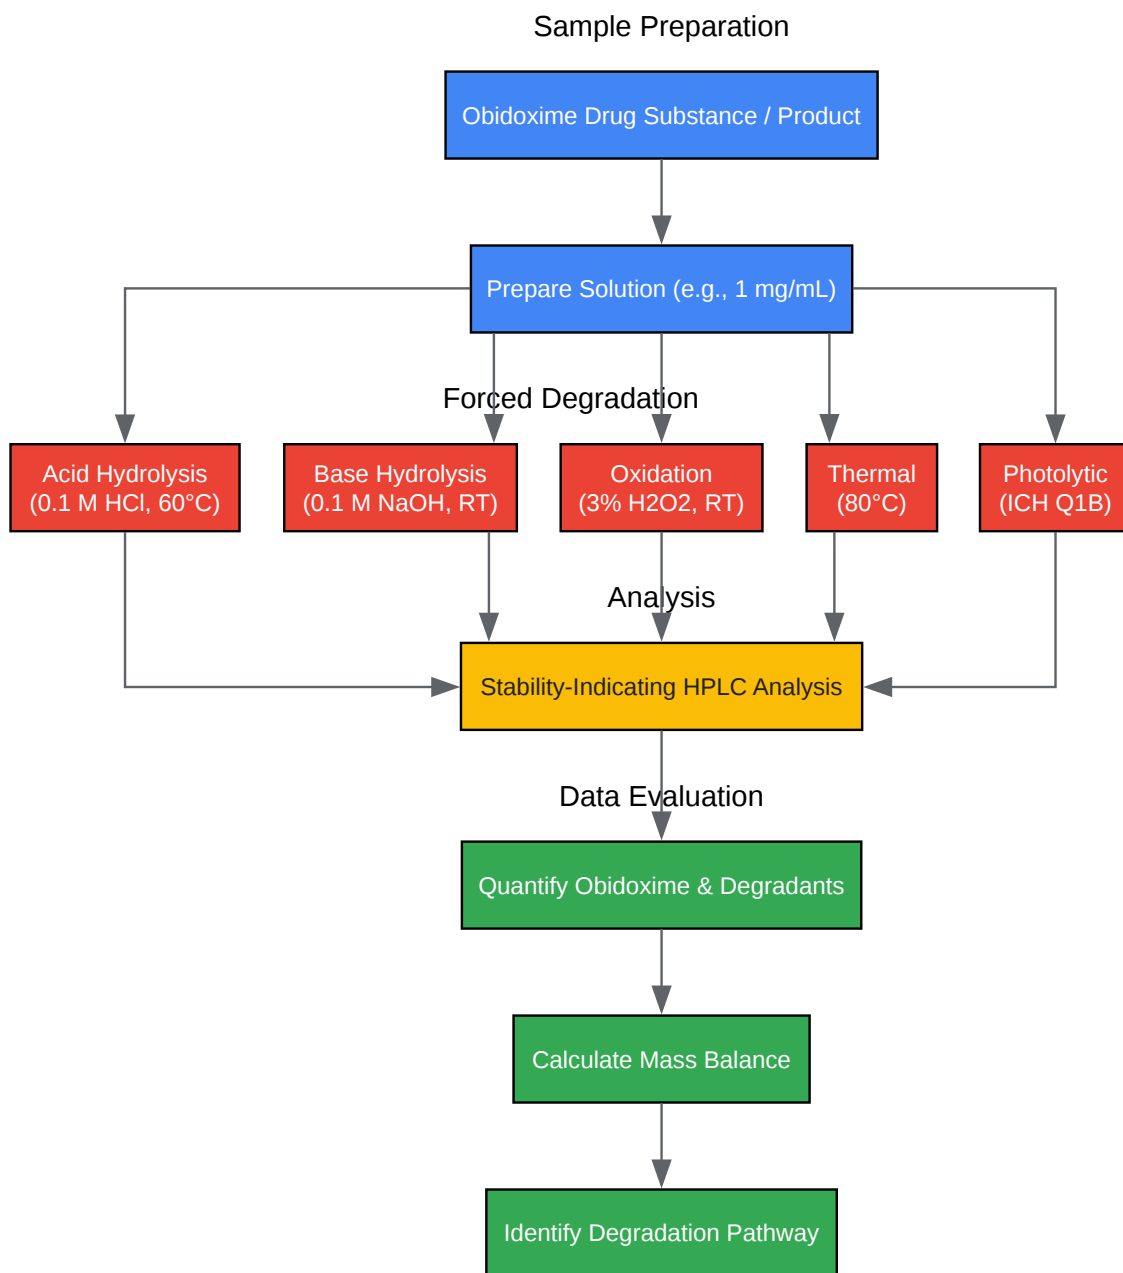 Sample Preparation
Obidoxime Drug Substance / Product
Prepare Solution (e.g., 1 mg/mL)
Forced Degradation
Acid Hydrolysis
(0.1 M HCl, 60°C)
Base Hydrolysis
(0.1 M NaOH, RT)
Oxidation
(3% H2O2, RT)
Thermal
(80°C)
Photolytic
(ICH Q1B)
Analysis
Stability-Indicating HPLC Analysis
Data Evaluation
Quantify Obidoxime & Degradants
Calculate Mass Balance
Identify Degradation Pathway